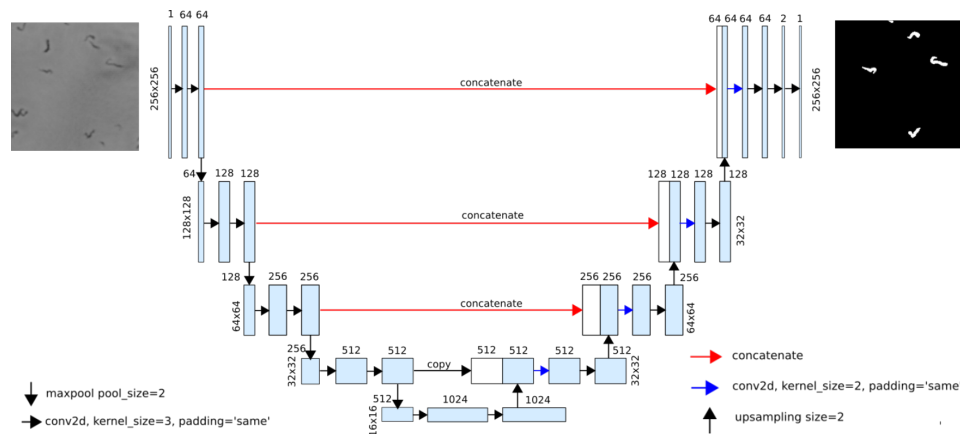 1 64 64
64 64 64 64 2 1
256x256
concatenate
256x256
64 128 128
128 128 128 128
128x128
concatenate
32x32
128 256 256
256 256 256 256
64x64
concatenate
64x64
256 512 512
512 512 512 512
32x32
copy
32x32
512 1024 1024
16x16
maxpool pool_size=2
conv2d, kernel_size=3, padding='same'
concatenate
conv2d, kernel_size=2, padding='same'
upsampling size=2